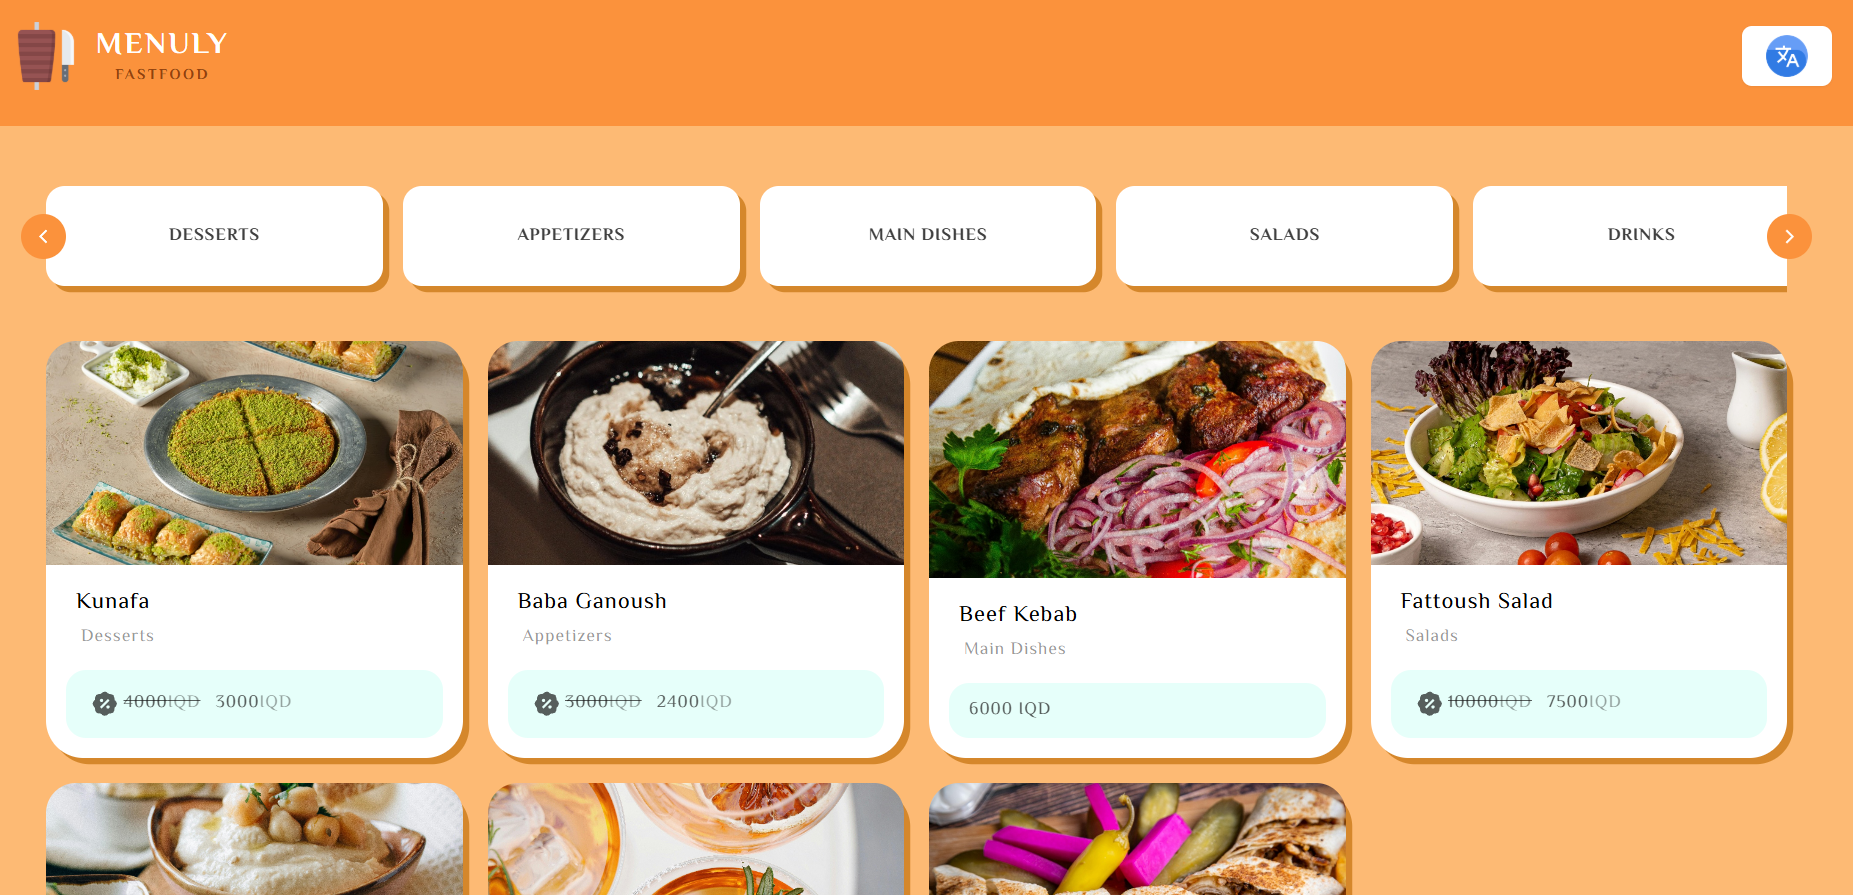 MENULY
FASTFOOD
DESSERTS
APPETIZERS
MAIN DISHES
SALADS
DRINKS
Kunafa
Desserts
4000IQD 3000IQD
Baba Ganoush
Appetizers
3000IQD 2400IQD
Beef Kebab
Main Dishes
6000 IQD
Fattoush Salad
Salads
10000IQD 7500IQD